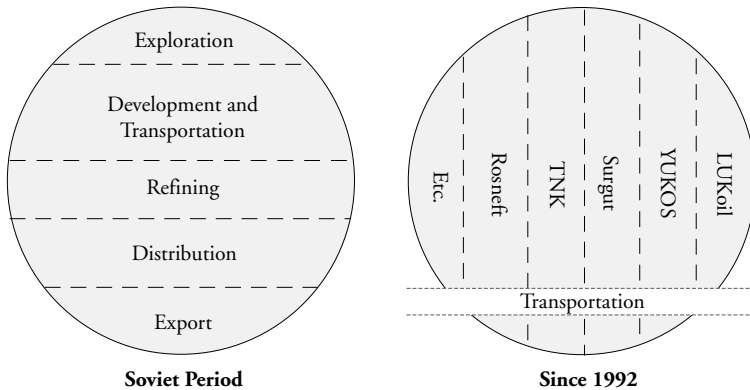 Exploration
Development and
Transportation
Refining
Distribution
Export
Soviet Period
Etc.
Rosneft
TNK
Surgut
YUKOS
LUKoil
Transportation
Since 1992